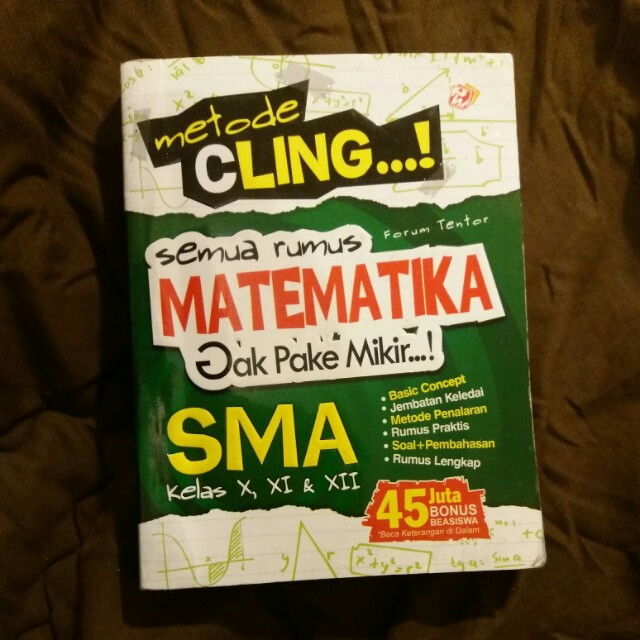 metode
CLING...!
Forum Tentor
semua rumus
MATEMATIKA
Gak Pake Mikir...!
SMA
Kelas X, XI & XII
• Basic Concept
• Jembatan Keledai
• Metode Penalaran
• Rumus Praktis
• Soal+Pembahasan
• Rumus Lengkap
45 Juta
BONUS
BEASISWA
*Baca Keterangan di Dalam